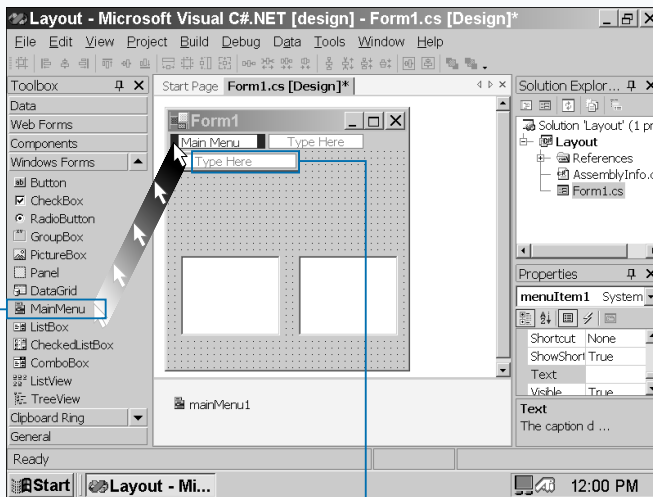 Layout - Microsoft Visual C#.NET [design] - Form1.cs [Design]*
File Edit View Project Build Debug Data Tools Window Help
Toolbox
Data
Web Forms
Components
Windows Forms
Button
CheckBox
RadioButton
GroupBox
PictureBox
Panel
DataGrid
MainMenu
ListBox
CheckedListBox
ComboBox
ListView
TreeView
Clipboard Ring
General
Start Page Form1.cs [Design]*
Form1
Main Menu Type Here
Type Here
mainMenu1
Solution Explor...
Solution 'Layout' (1 pr
Layout
References
AssemblyInfo.c
Form1.cs
Properties
menuItem1 System
Shortcut None
ShowShort True
Text
Visible True
Text
The caption d ...
Ready
Start Layout - Mi... 12:00 PM